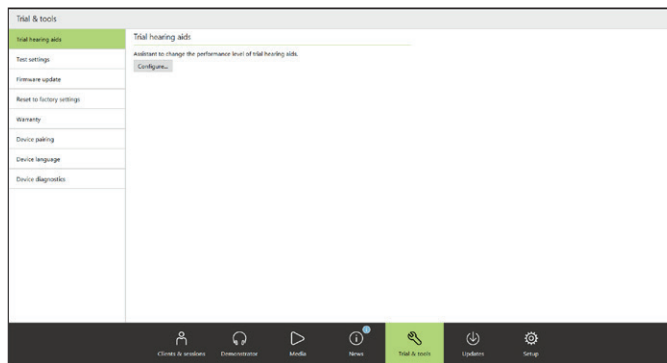 Trial & tools
Trial hearing aids
Test settings
Firmware update
Reset to factory settings
Warranty
Device pairing
Device language
Device diagnostics
Trial hearing aids
Assistant to change the performance level of trial hearing aids.
Configure...
Clients & sessions
Demonstrator
Media
News
Trial & tools
Updates
Setup